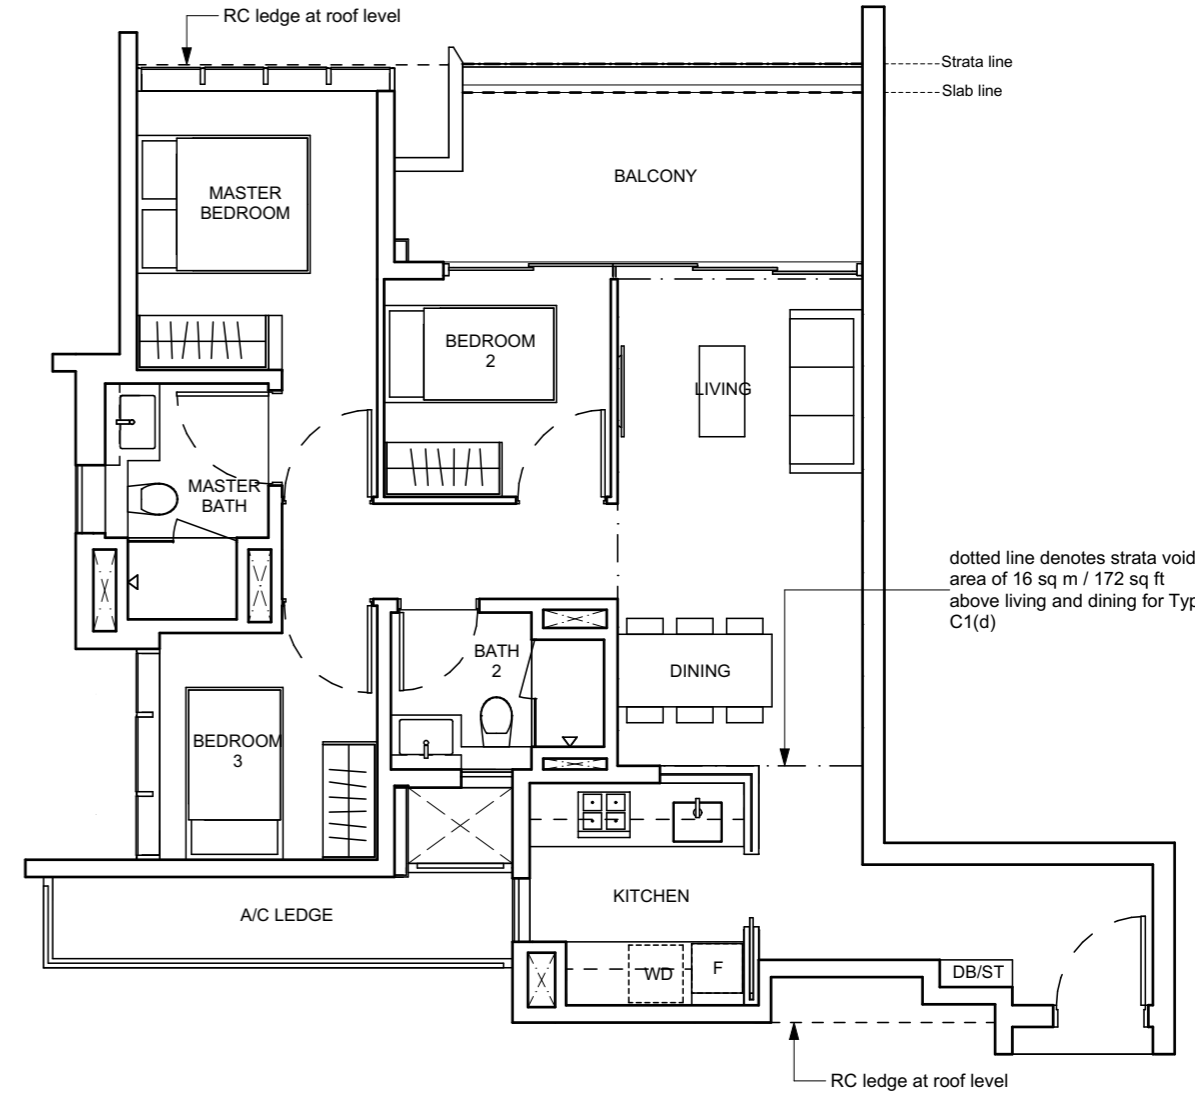 RC ledge at roof level
Strata line
Slab line
BALCONY
MASTER
BEDROOM
BEDROOM
2
LIVING
MASTER
BATH
dotted line denotes strata void
area of 16 sq m / 172 sq ft
above living and dining for Typ
C1(d)
BATH
2
DINING
BEDROOM
3
KITCHEN
A/C LEDGE
WD
F
DB/ST
RC ledge at roof level